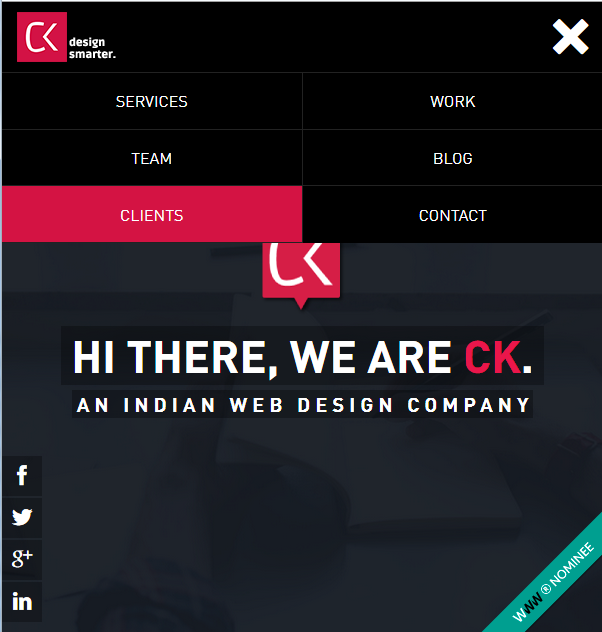 CK design
smarter.
SERVICES
WORK
TEAM
BLOG
CLIENTS
CONTACT
CK
HI THERE, WE ARE CK.
AN INDIAN WEB DESIGN COMPANY
f
g+
in
WWW ® NOMINEE